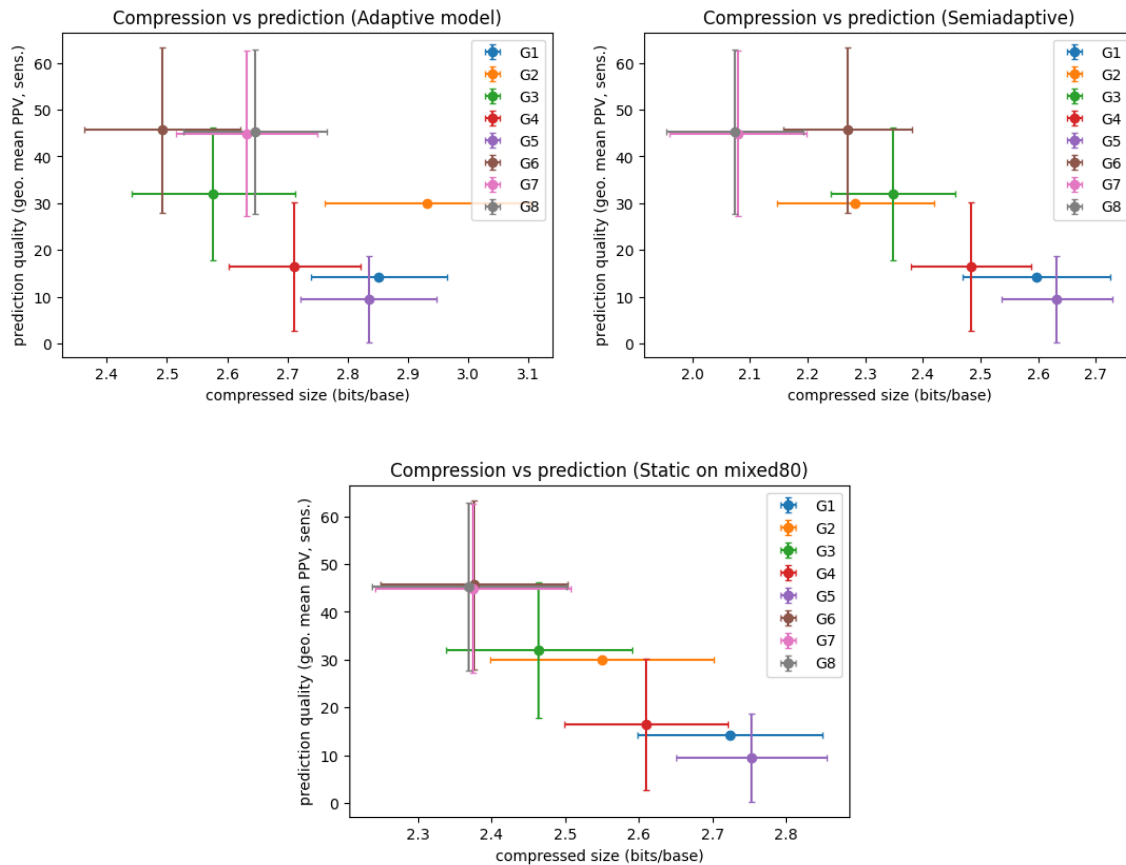 Compression vs prediction (Adaptive model)
prediction quality (geo. mean PPV, sens.)
60
50
40
30
20
10
0
G1
G2
G3
G4
G5
G6
G7
G8
2.4 2.5 2.6 2.7 2.8 2.9 3.0 3.1
compressed size (bits/base)
Compression vs prediction (Semiadaptive)
prediction quality (geo. mean PPV, sens.)
60
50
40
30
20
10
0
G1
G2
G3
G4
G5
G6
G7
G8
2.0 2.1 2.2 2.3 2.4 2.5 2.6 2.7
compressed size (bits/base)
Compression vs prediction (Static on mixed80)
prediction quality (geo. mean PPV, sens.)
60
50
40
30
20
10
0
G1
G2
G3
G4
G5
G6
G7
G8
2.3 2.4 2.5 2.6 2.7 2.8
compressed size (bits/base)